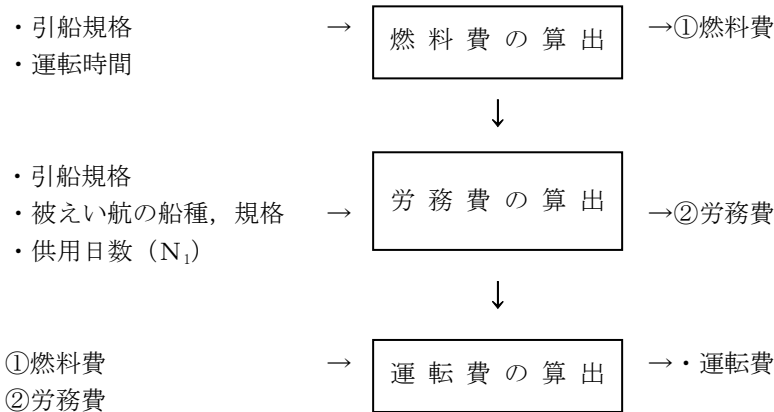 ・引船規格 → 燃 料 費 の 算 出 →①燃料費
・運転時間
↓
・引船規格
・被えい航の船種，規格 → 労 務 費 の 算 出 →②労務費
・供用日数（N₁）
↓
①燃料費 → 運 転 費 の 算 出 →・運転費
②労務費